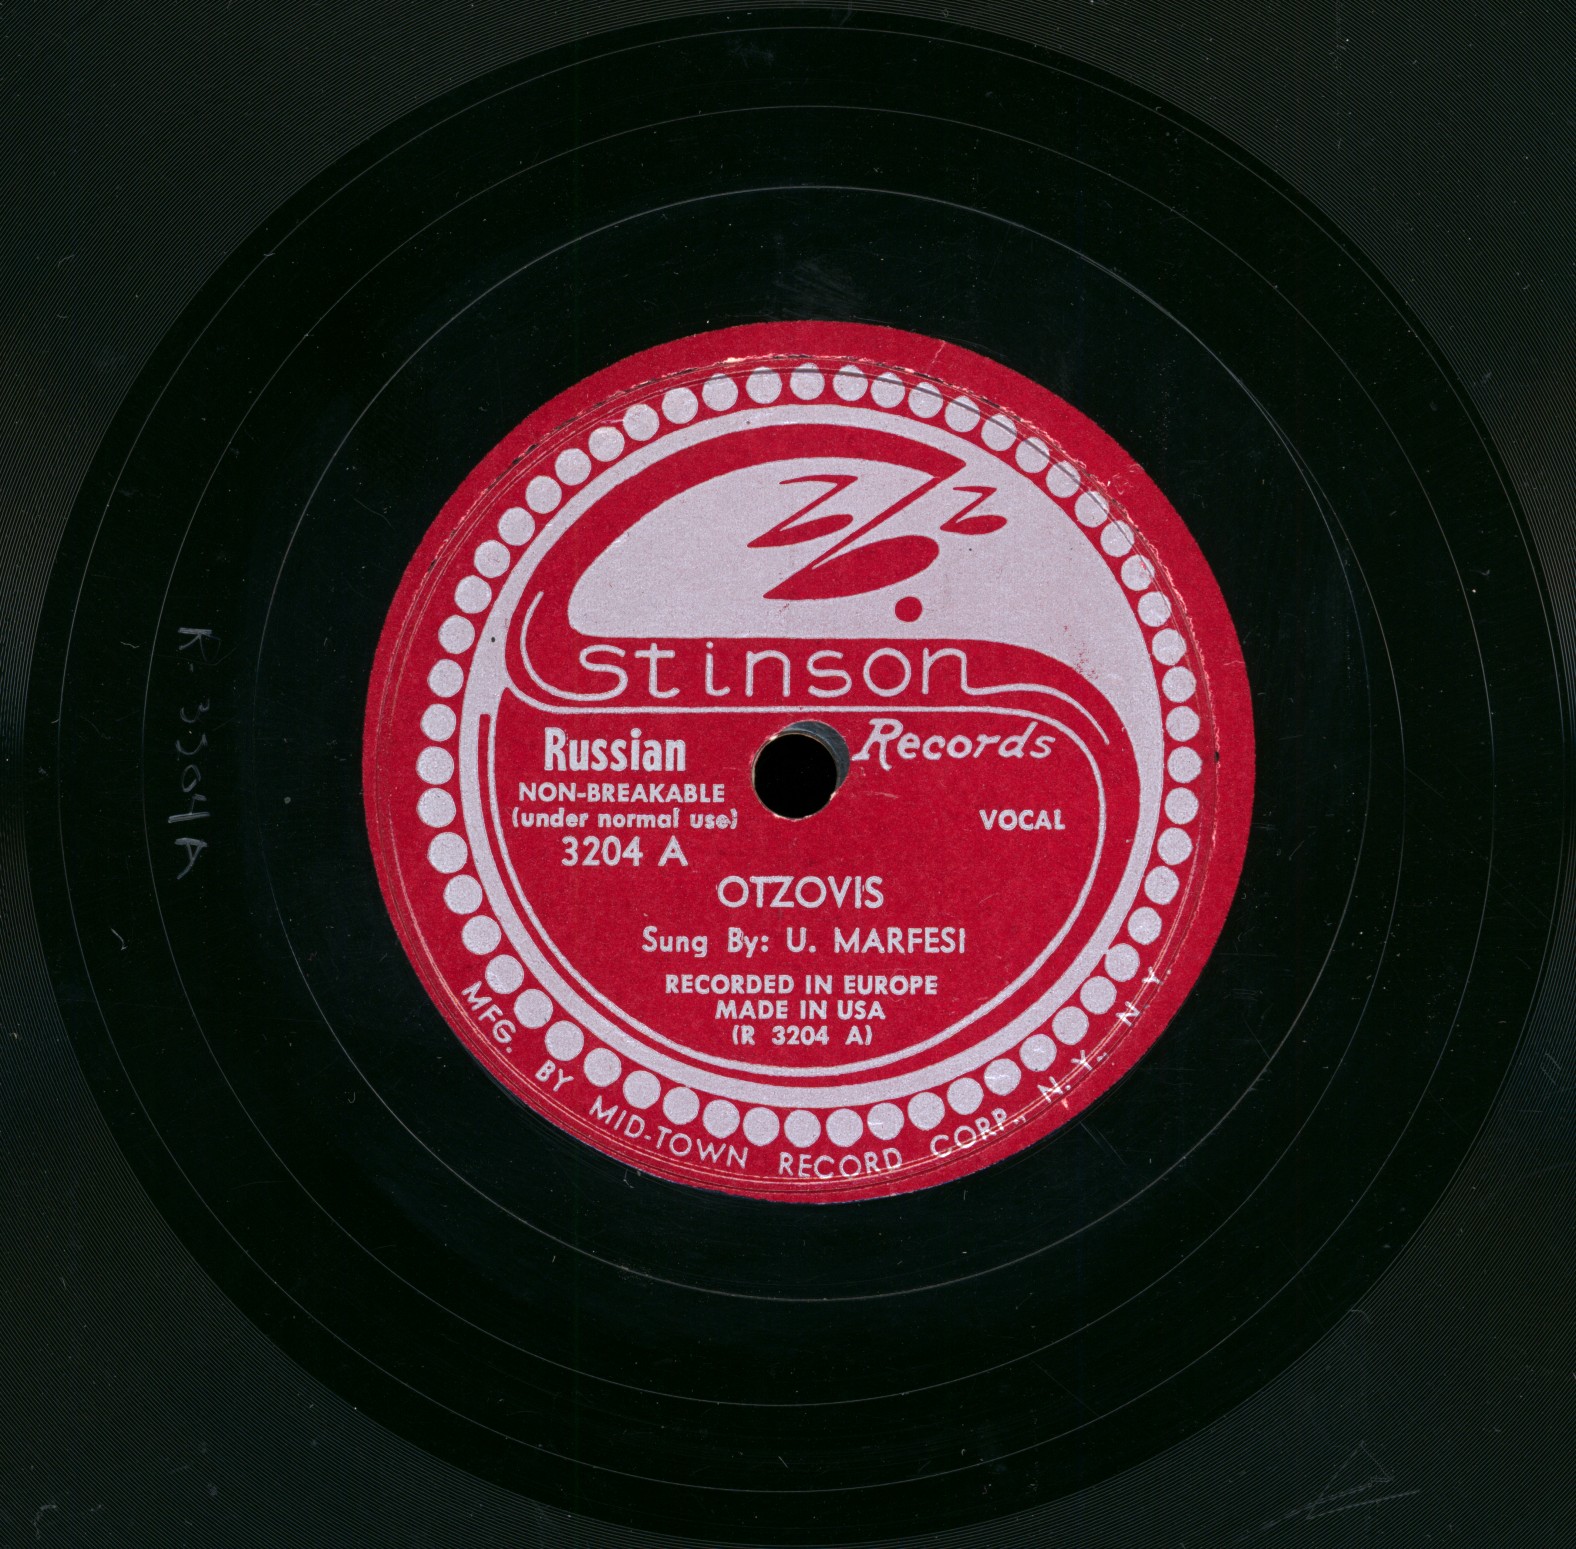 Stinson
Records
Russian
NON-BREAKABLE
(under normal use)
3204 A
VOCAL
OTZOVIS
Sung By: U. MARFESI
RECORDED IN EUROPE
MADE IN USA
(R 3204 A)
MFG. BY MID-TOWN RECORD CORP., N. Y., N Y
R-3204A